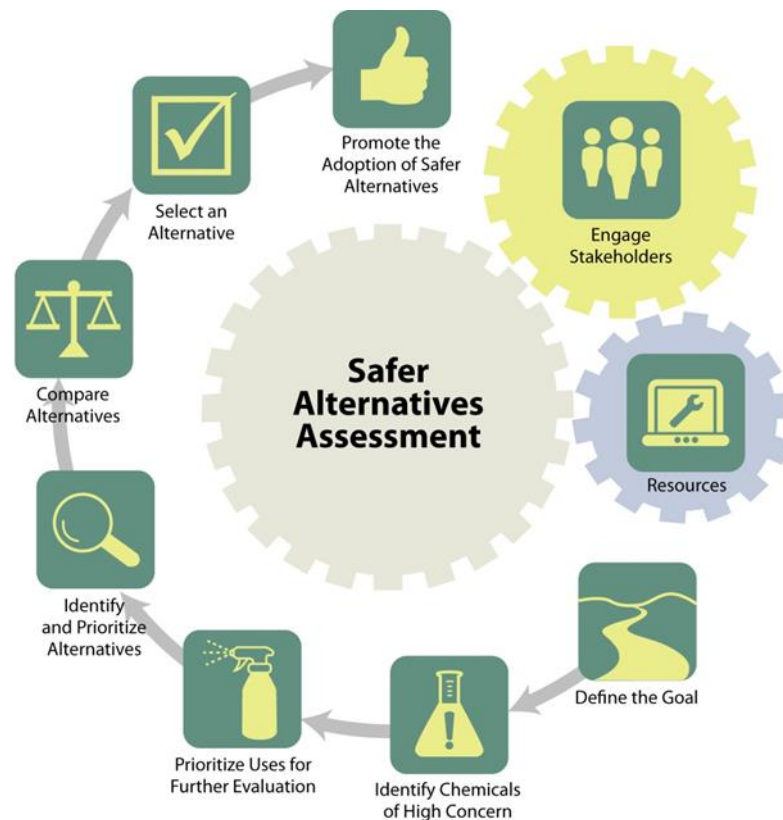 Promote the
Adoption of Safer
Alternatives
Select an
Alternative
Engage
Stakeholders
Compare
Alternatives
Safer
Alternatives
Assessment
Resources
Identify
and Prioritize
Alternatives
Define the Goal
Prioritize Uses for
Further Evaluation
Identify Chemicals
of High Concern